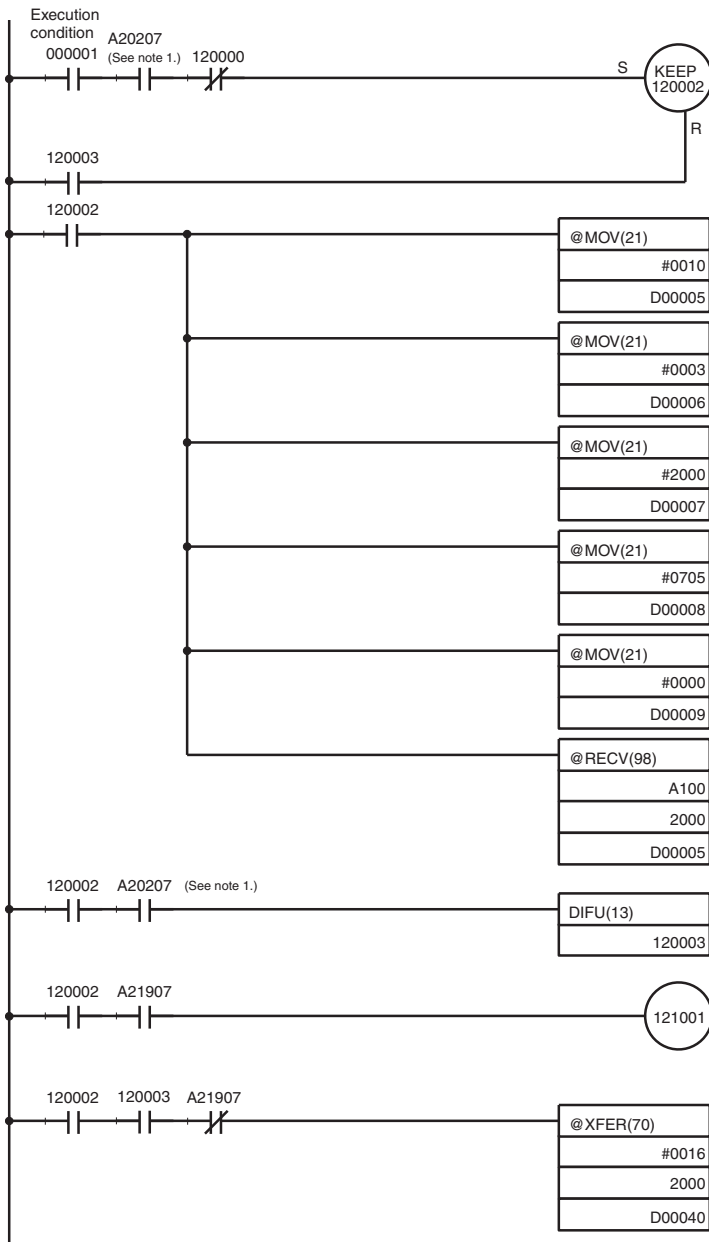 Execution
condition
000001 A20207 120000
(See note 1.)
S
KEEP
120002
R
120003
120002
@MOV(21)
#0010
D00005
@MOV(21)
#0003
D00006
@MOV(21)
#2000
D00007
@MOV(21)
#0705
D00008
@MOV(21)
#0000
D00009
@RECV(98)
A100
2000
D00005
120002 A20207 (See note 1.)
DIFU(13)
120003
120002 A21907
121001
120002 120003 A21907
@XFER(70)
#0016
2000
D00040